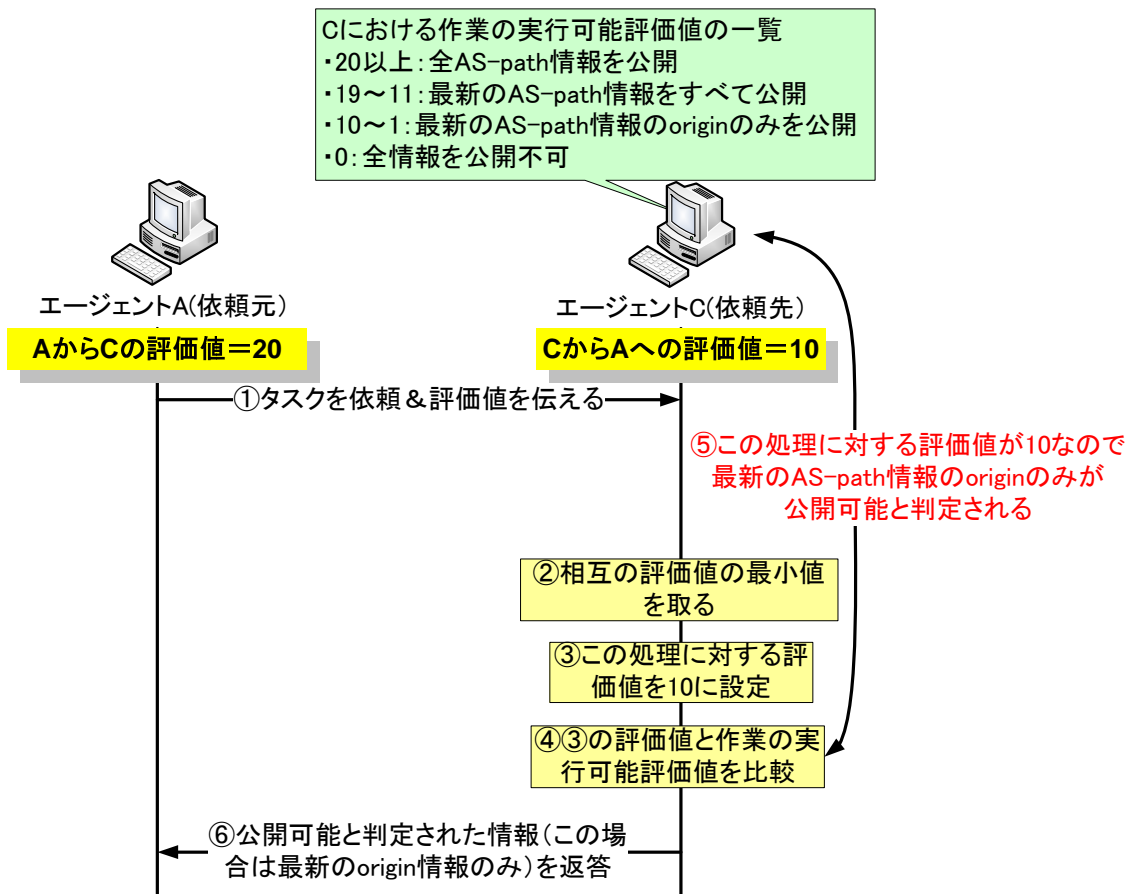 Cにおける作業の実行可能評価値の一覧
・20以上：全AS-path情報を公開
・19～11：最新のAS-path情報をすべて公開
・10～1：最新のAS-path情報のoriginのみを公開
・0：全情報を公開不可
エージェントA(依頼元)
エージェントC(依頼先)
AからCの評価値＝20
CからAへの評価値＝10
①タスクを依頼＆評価値を伝える
⑤この処理に対する評価値が10なので
最新のAS-path情報のoriginのみが
公開可能と判定される
②相互の評価値の最小値
を取る
③この処理に対する評
価値を10に設定
④③の評価値と作業の実
行可能評価値を比較
⑥公開可能と判定された情報（この場
合は最新のorigin情報のみ）を返答